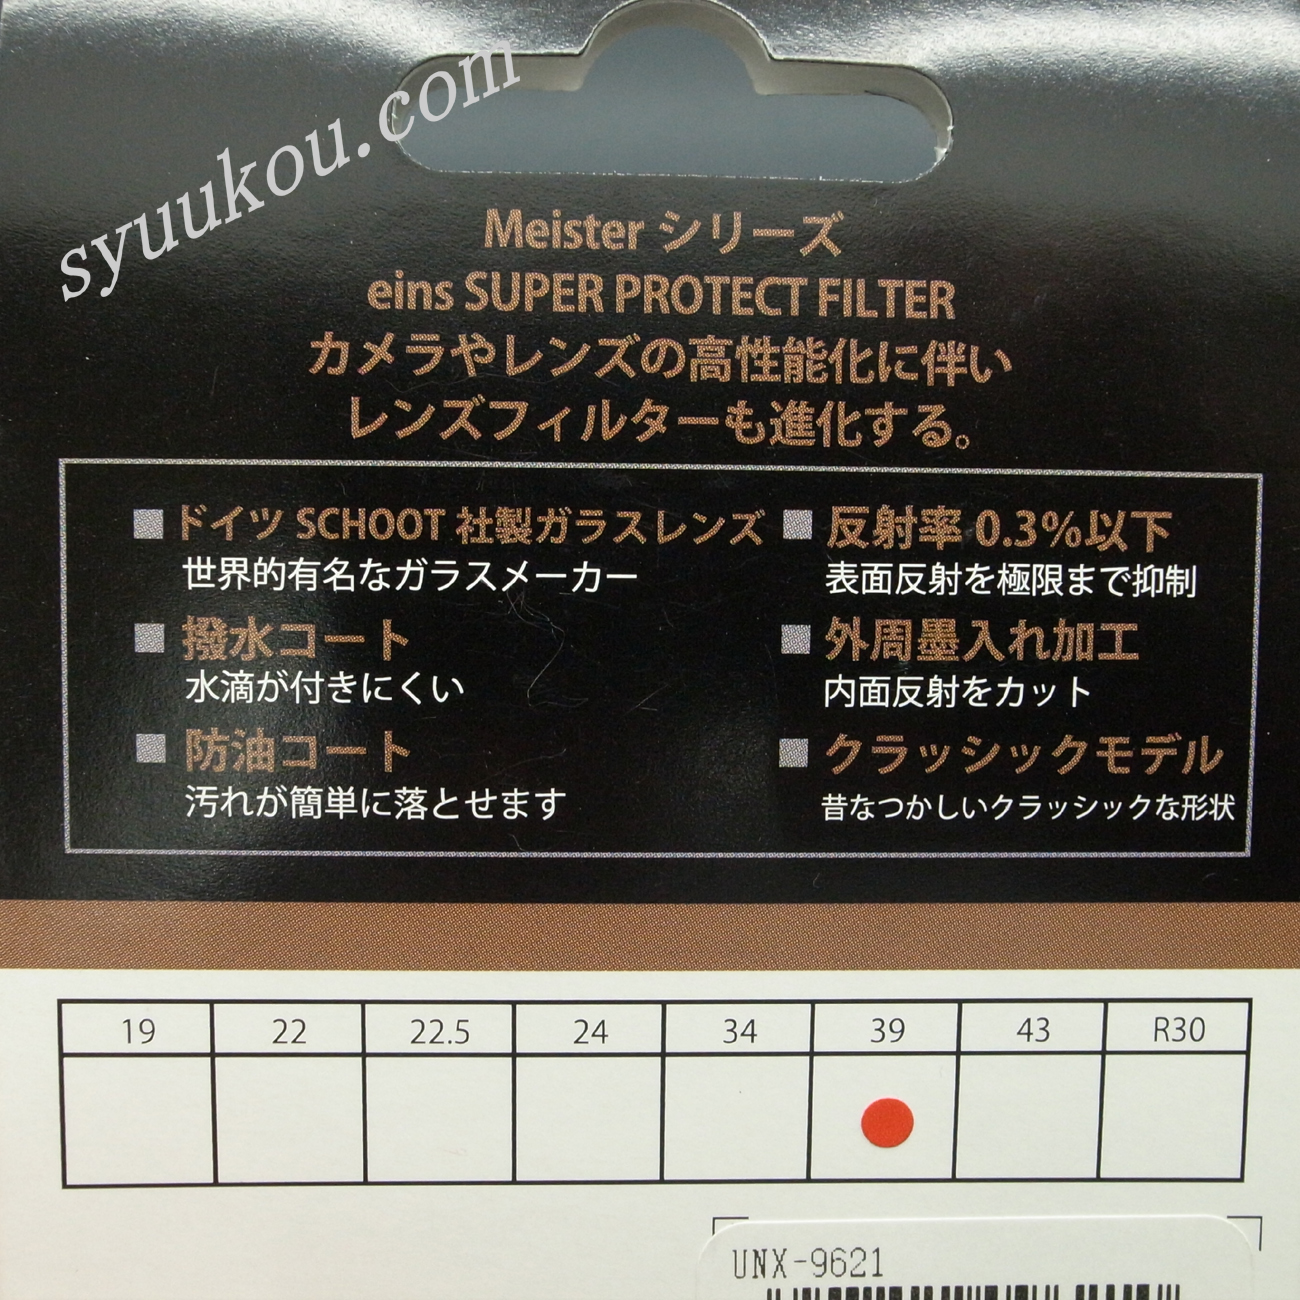 syuukou.com
Meister シリーズ
eins SUPER PROTECT FILTER
カメラやレンズの高性能化に伴い
レンズフィルターも進化する。
■ドイツ SCHOOT 社製ガラスレンズ
世界的有名なガラスメーカー
■撥水コート
水滴が付きにくい
■防油コート
汚れが簡単に落とせます
■反射率 0.3%以下
表面反射を極限まで抑制
■外周墨入れ加工
内面反射をカット
■クラッシックモデル
昔なつかしいクラッシックな形状
19 22 22.5 24 34 39 43 R30
UNX-9621